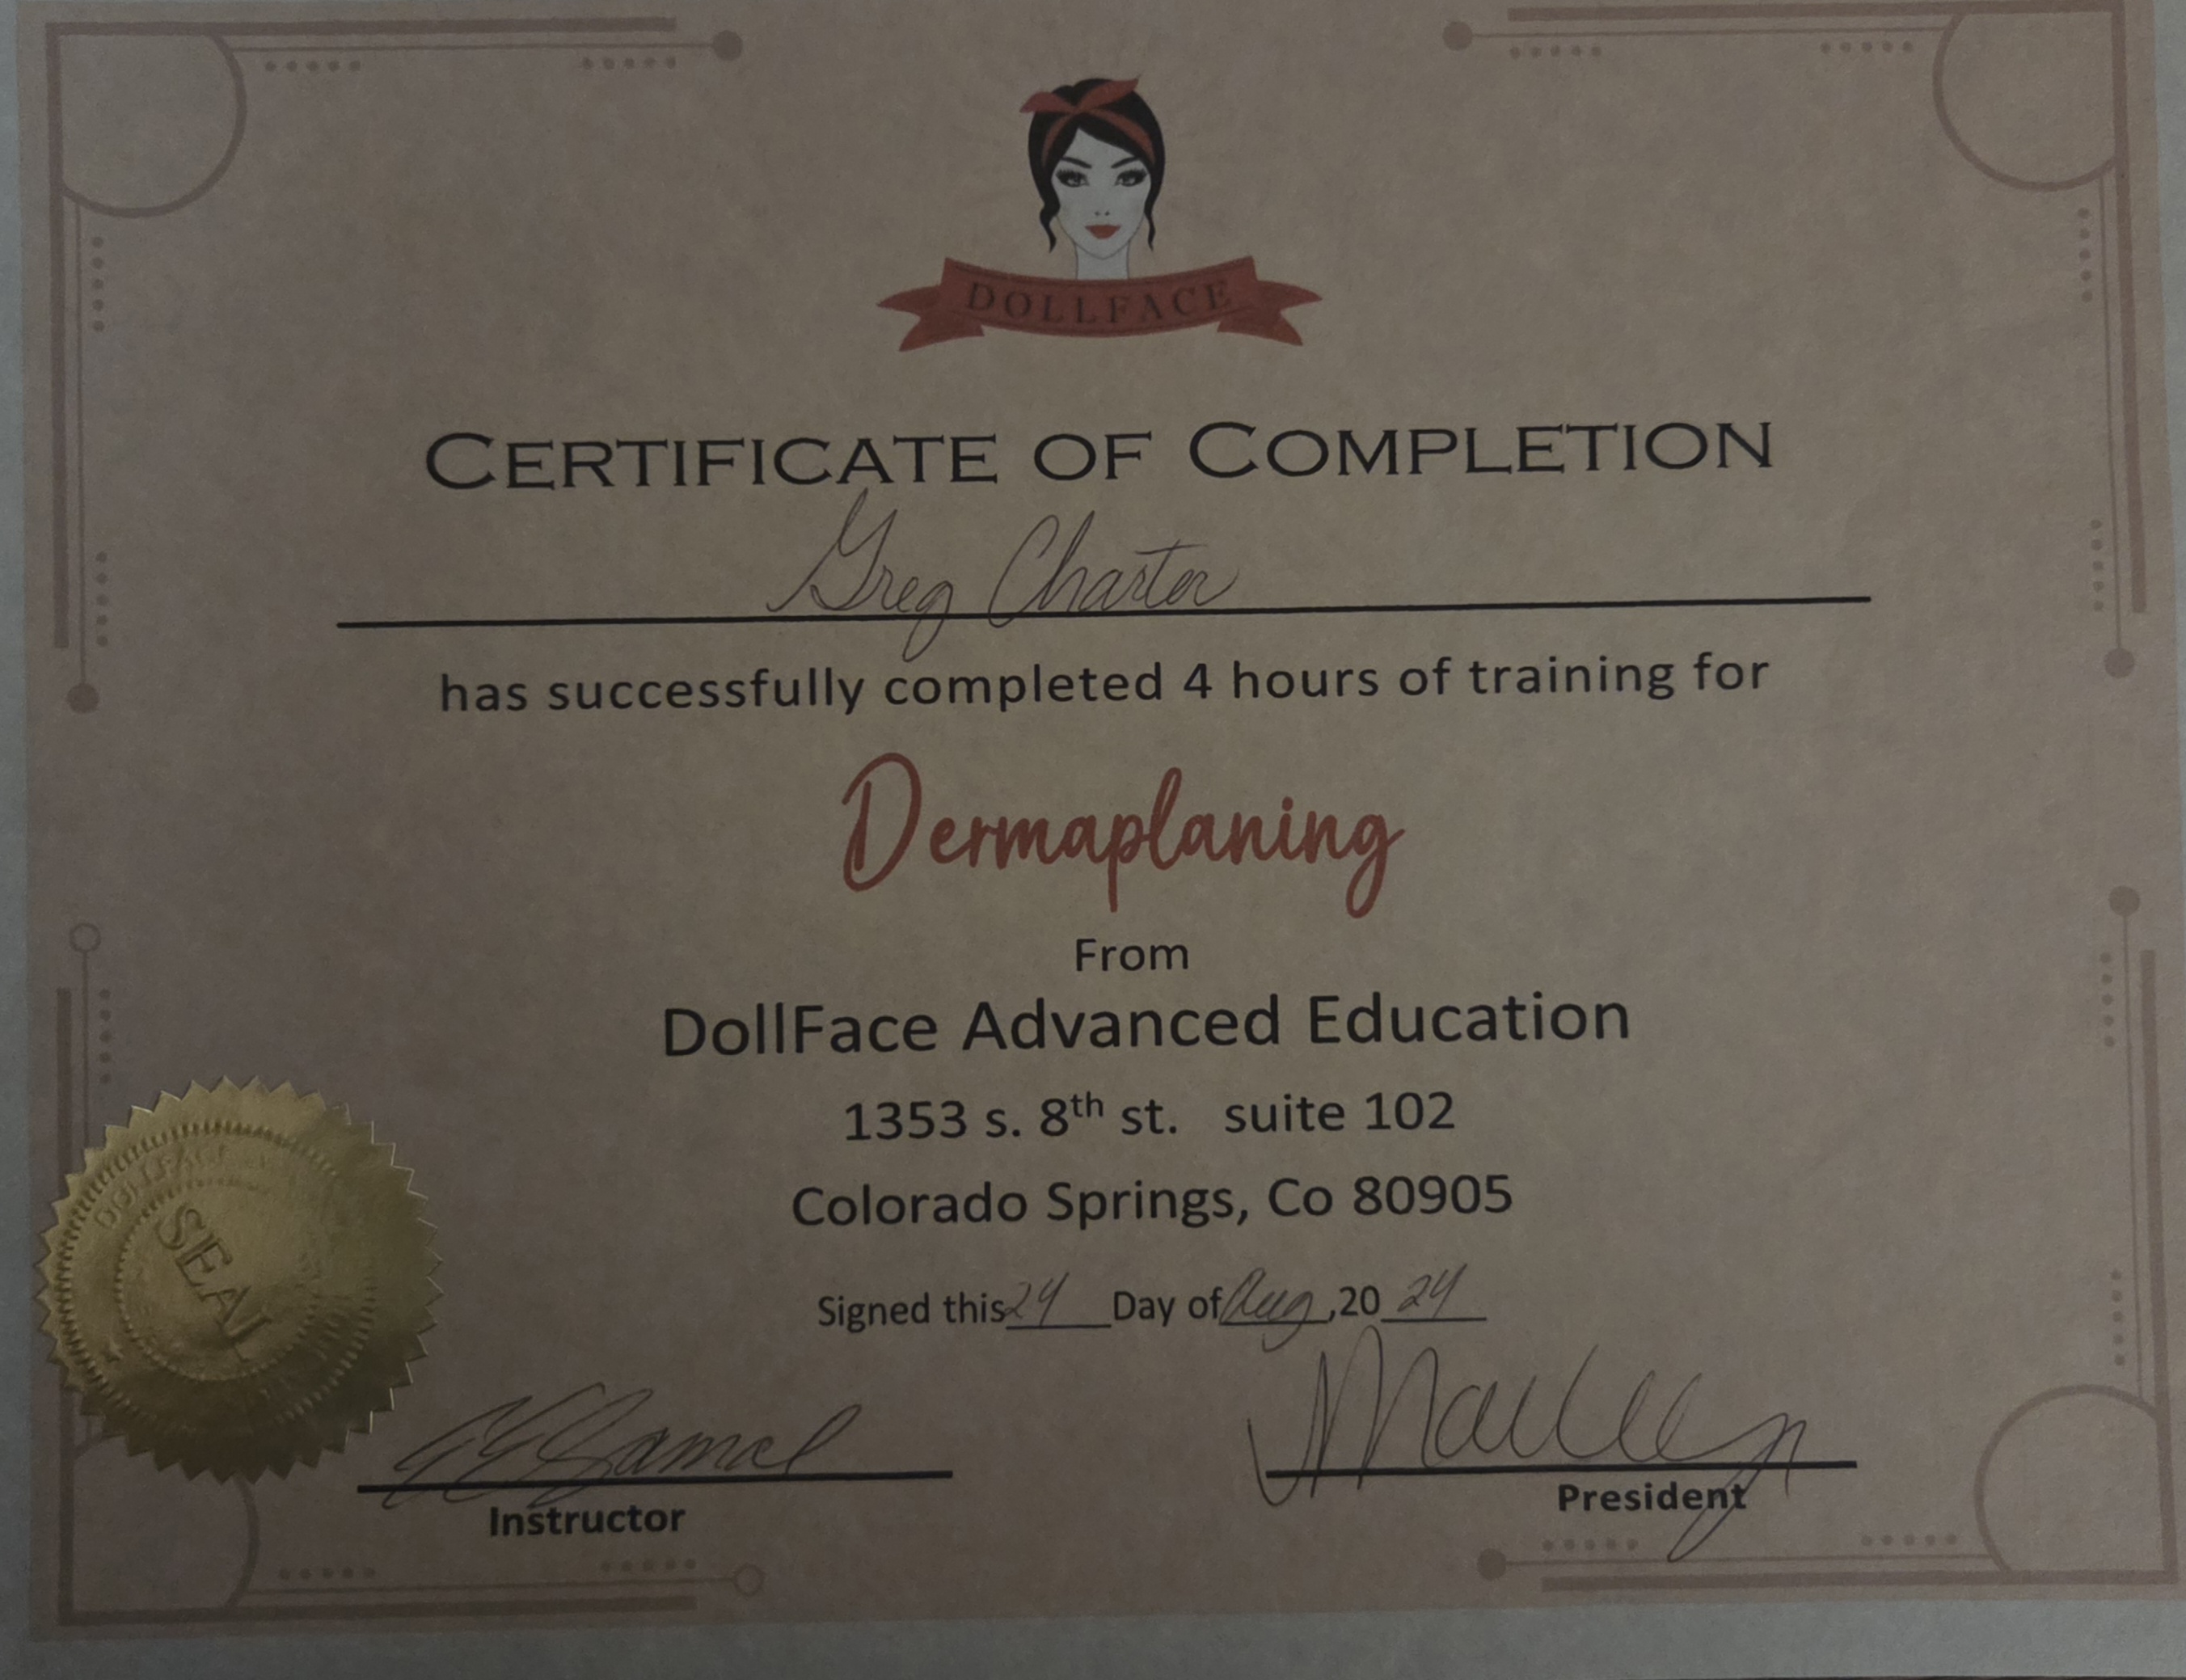 DOLLFACE
CERTIFICATE OF COMPLETION
Greg Charter
has successfully completed 4 hours of training for
Dermaplaning
From
DollFace Advanced Education
1353 s. 8th st. suite 102
Colorado Springs, Co 80905
Signed this 24 Day of Aug, 20 24
DOLLFACE
SEAL
Instructor
President